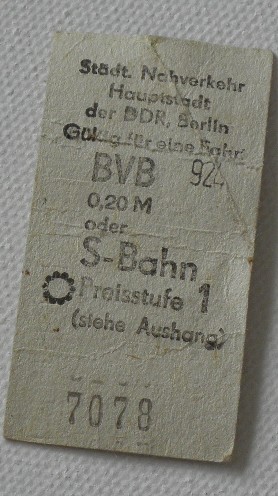 Städt. Nahverkehr
Hauptstadt
der DDR, Berlin
Gültig für eine Fahrt
BVB 924
0,20 M
oder
S-Bahn
Preisstufe 1
(siehe Aushang)
7078